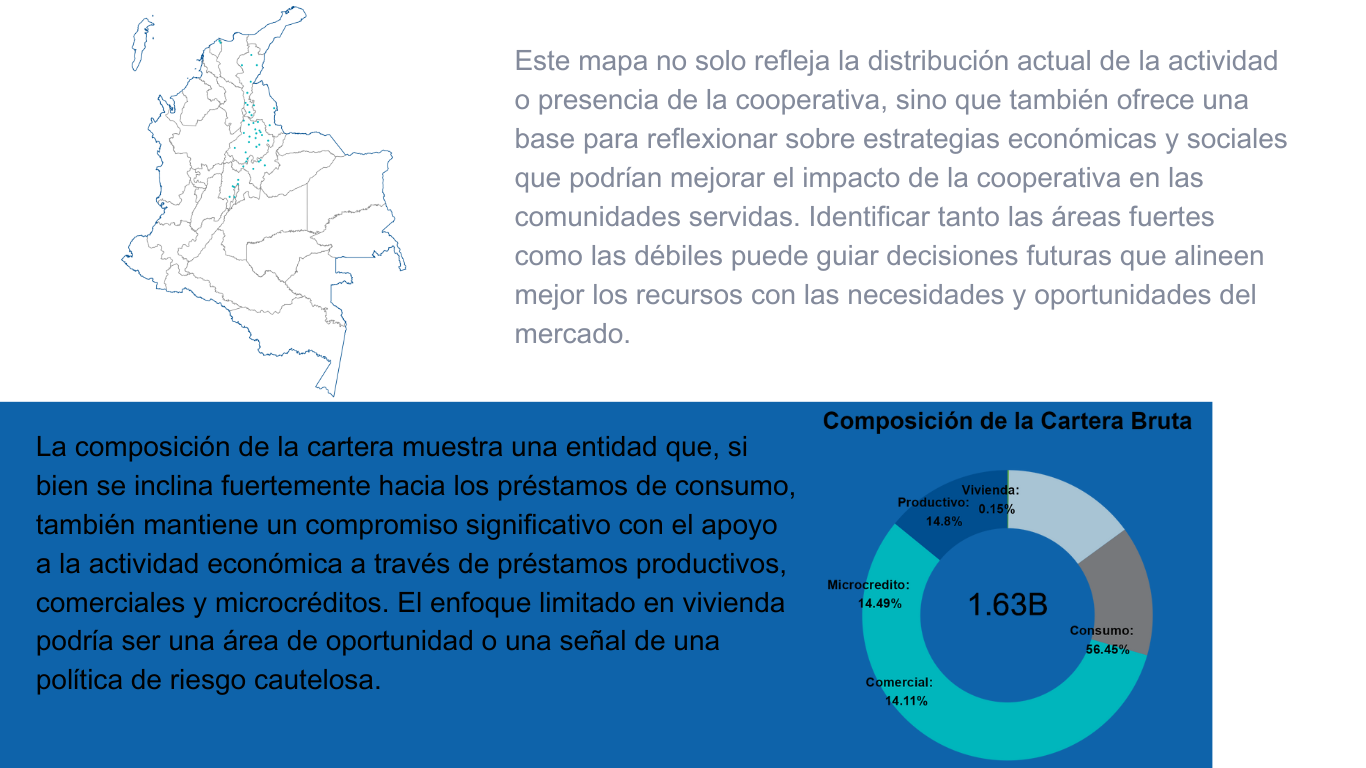 Este mapa no solo refleja la distribución actual de la actividad
o presencia de la cooperativa, sino que también ofrece una
base para reflexionar sobre estrategias económicas y sociales
que podrían mejorar el impacto de la cooperativa en las
comunidades servidas. Identificar tanto las áreas fuertes
como las débiles puede guiar decisiones futuras que alineen
mejor los recursos con las necesidades y oportunidades del
mercado.
La composición de la cartera muestra una entidad que, si
bien se inclina fuertemente hacia los préstamos de consumo,
también mantiene un compromiso significativo con el apoyo
a la actividad económica a través de préstamos productivos,
comerciales y microcréditos. El enfoque limitado en vivienda
podría ser una área de oportunidad o una señal de una
política de riesgo cautelosa.
Composición de la Cartera Bruta
Vivienda:
0.15%
Productivo:
14.8%
Microcredito:
14.49%
1.63B
Consumo:
56.45%
Comercial:
14.11%